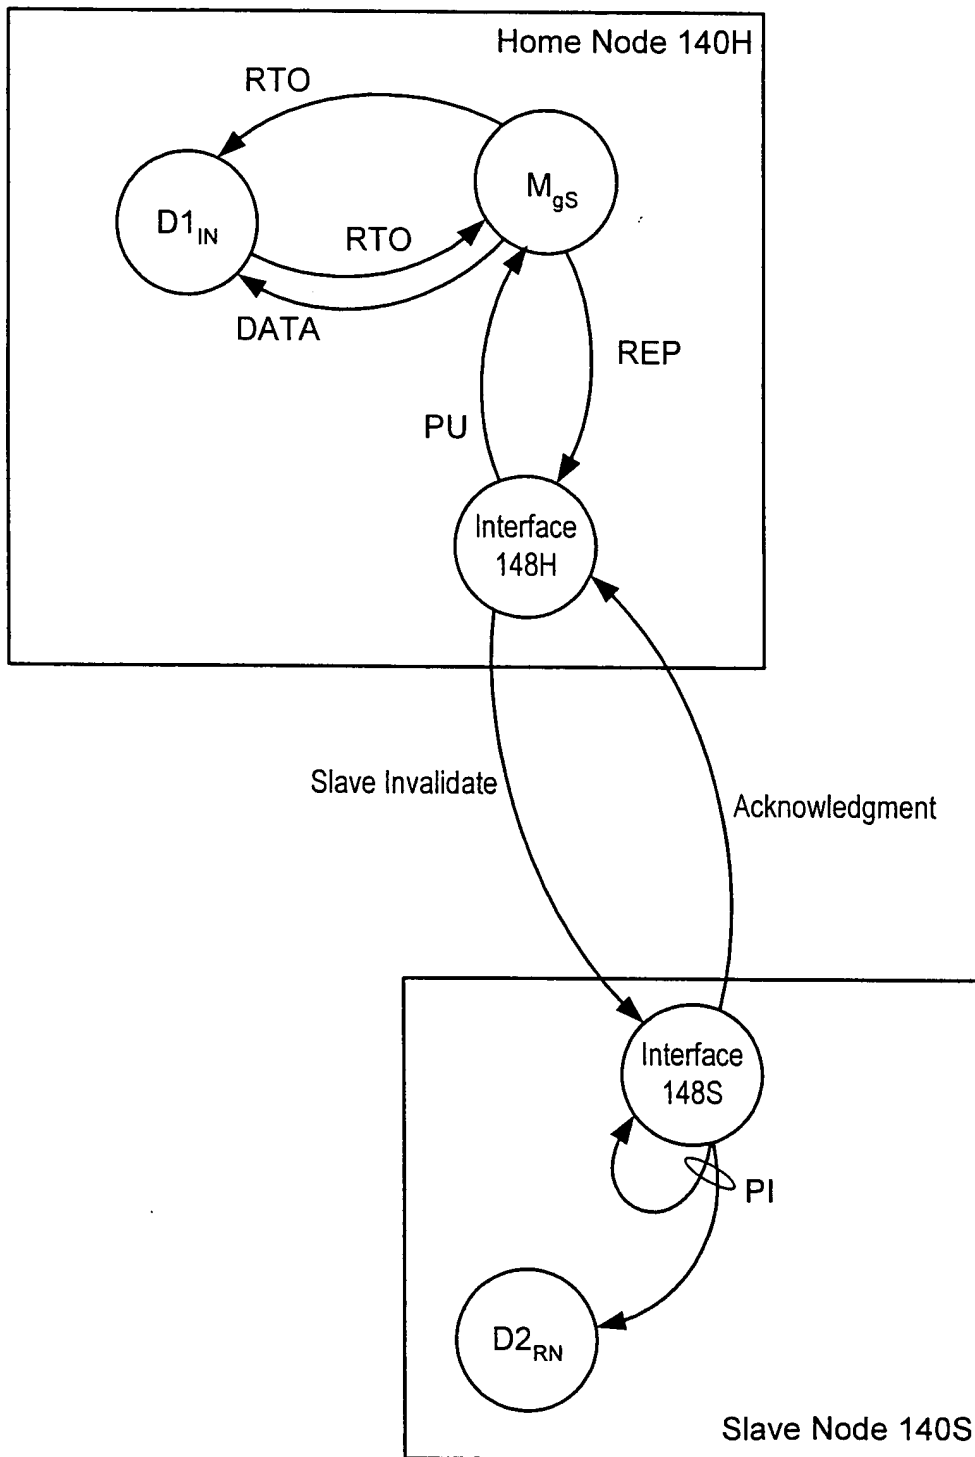 Home Node 140H
RTO
M_gS
D1_IN
RTO
DATA
REP
PU
Interface
148H
Slave Invalidate
Acknowledgment
Interface
148S
PI
D2_RN
Slave Node 140S